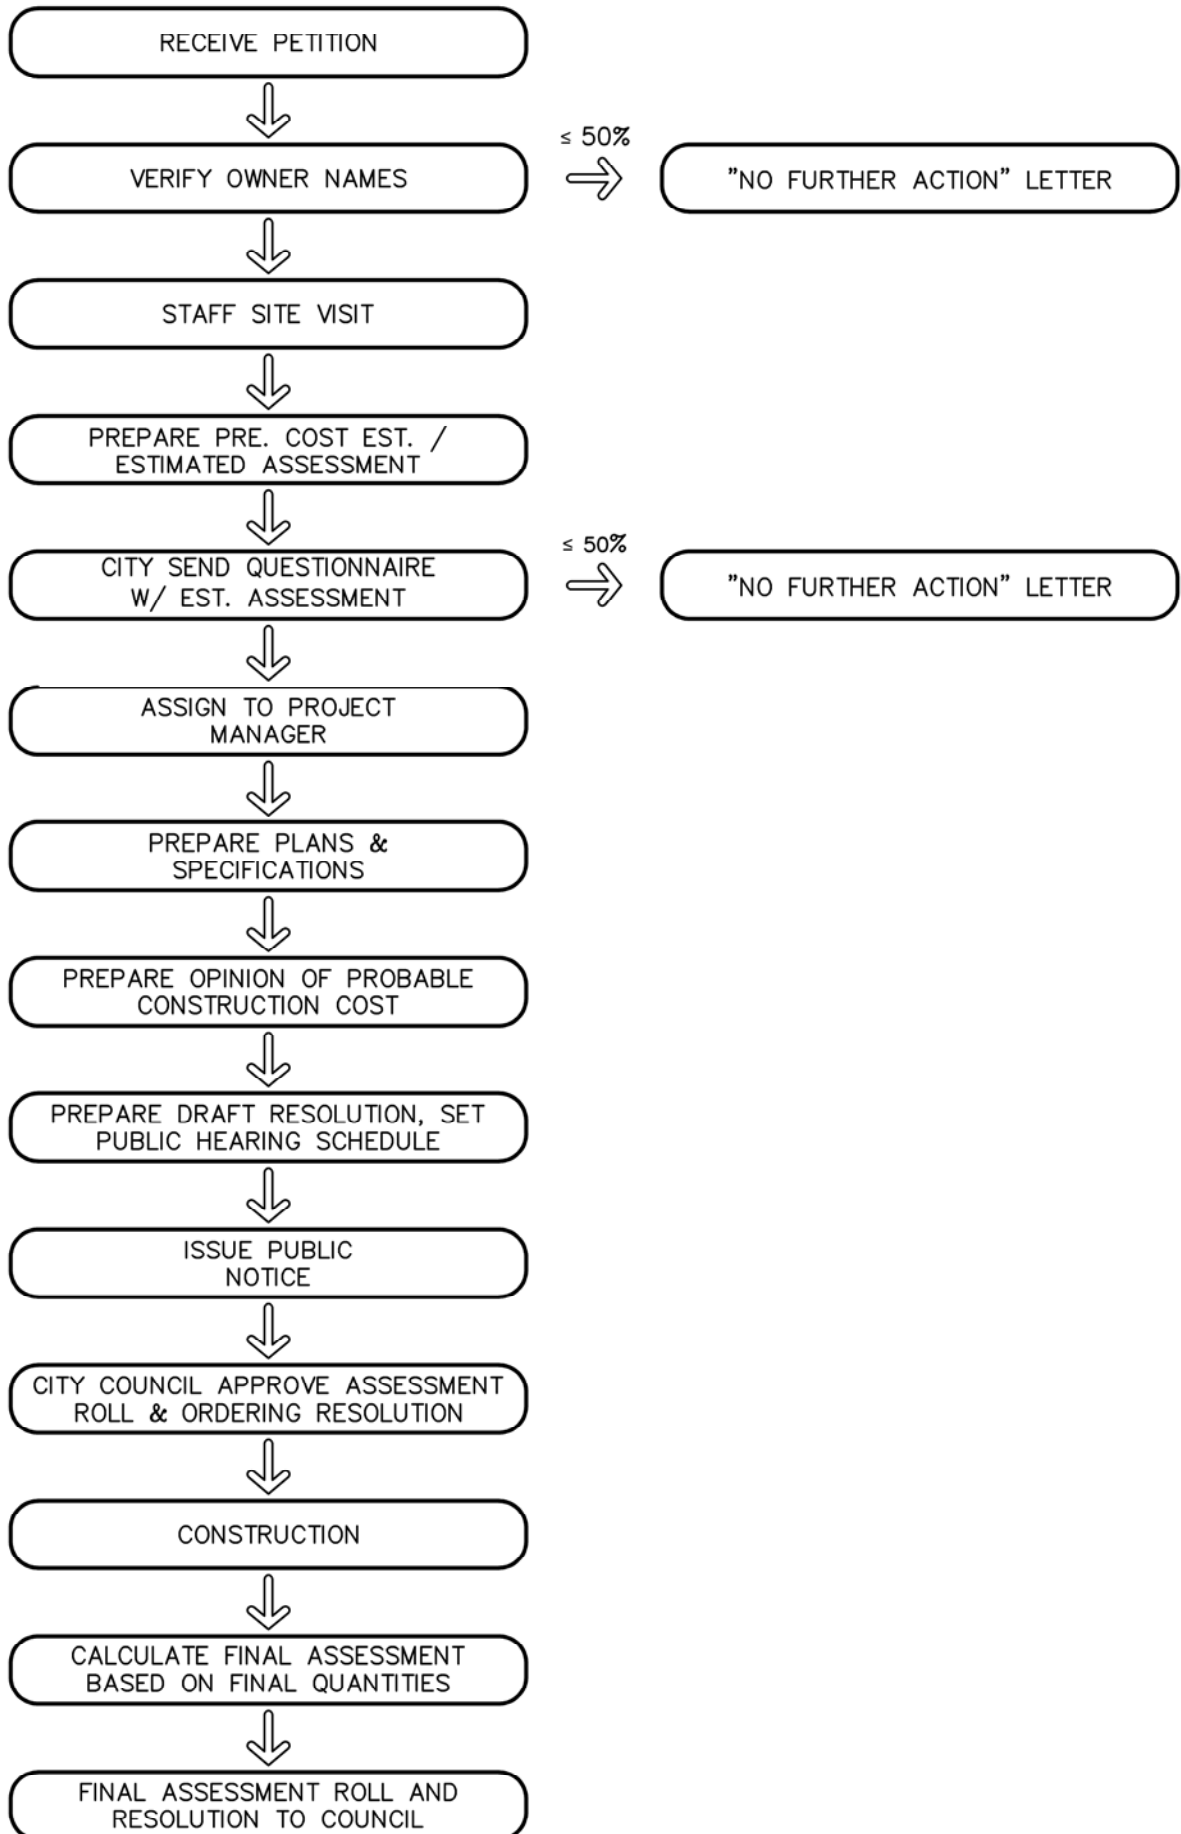 RECEIVE PETITION
≤ 50%
VERIFY OWNER NAMES
"NO FURTHER ACTION" LETTER
STAFF SITE VISIT
PREPARE PRE. COST EST. /
ESTIMATED ASSESSMENT
≤ 50%
CITY SEND QUESTIONNAIRE
W/ EST. ASSESSMENT
"NO FURTHER ACTION" LETTER
ASSIGN TO PROJECT
MANAGER
PREPARE PLANS &
SPECIFICATIONS
PREPARE OPINION OF PROBABLE
CONSTRUCTION COST
PREPARE DRAFT RESOLUTION, SET
PUBLIC HEARING SCHEDULE
ISSUE PUBLIC
NOTICE
CITY COUNCIL APPROVE ASSESSMENT
ROLL & ORDERING RESOLUTION
CONSTRUCTION
CALCULATE FINAL ASSESSMENT
BASED ON FINAL QUANTITIES
FINAL ASSESSMENT ROLL AND
RESOLUTION TO COUNCIL